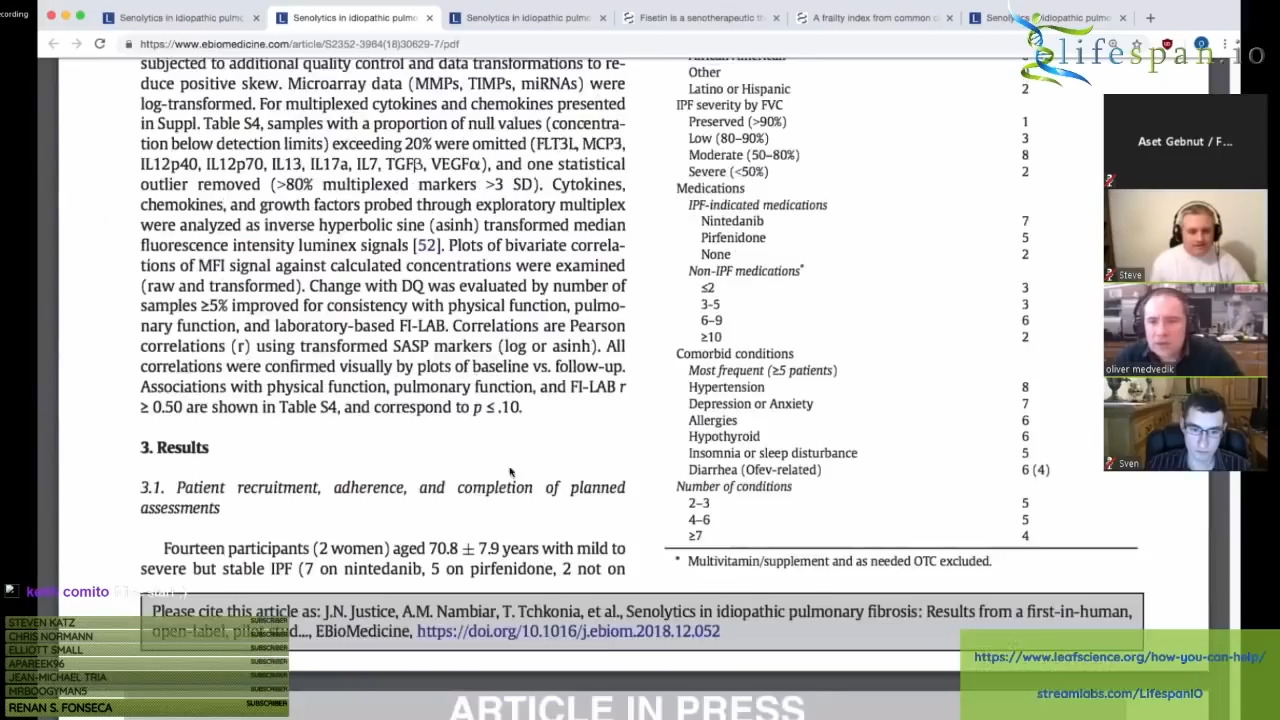 ecording
Senolytics in idiopathic pulmo
Senolytics in idiopathic pulmo
Senolytics in idiopathic pulmo
Fisetin is a senotherapeutic th
A frailty index from common c
idiopathic pulmo
https://www.ebiomedicine.com/article/S2352-3964(18)30629-7/pdf
elifespan.io
subjected to additional quality control and data transformations to re-
duce positive skew. Microarray data (MMPs, TIMPs, miRNAs) were
log-transformed. For multiplexed cytokines and chemokines presented
in Suppl. Table S4, samples with a proportion of null values (concentra-
tion below detection limits) exceeding 20% were omitted (FLT3L, MCP3,
IL12p40, IL12p70, IL13, IL17a, IL7, TGFβ, VEGFα), and one statistical
outlier removed (>80% multiplexed markers >3 SD). Cytokines,
chemokines, and growth factors probed through exploratory multiplex
were analyzed as inverse hyperbolic sine (asinh) transformed median
fluorescence intensity luminex signals [52]. Plots of bivariate correla-
tions of MFI signal against calculated concentrations were examined
(raw and transformed). Change with DQ was evaluated by number of
samples ≥5% improved for consistency with physical function, pulmo-
nary function, and laboratory-based FI-LAB. Correlations are Pearson
correlations (r) using transformed SASP markers (log or asinh). All
correlations were confirmed visually by plots of baseline vs. follow-up.
Associations with physical function, pulmonary function, and FI-LAB r
≥ 0.50 are shown in Table S4, and correspond to p ≤ .10.
3. Results
3.1. Patient recruitment, adherence, and completion of planned
assessments
Fourteen participants (2 women) aged 70.8 ± 7.9 years with mild to
severe but stable IPF (7 on nintedanib, 5 on pirfenidone, 2 not on
African American
Other
Latino or Hispanic 2
IPF severity by FVC
Preserved (>90%) 1
Low (80–90%) 3
Moderate (50–80%) 8
Severe (<50%) 2
Medications
IPF-indicated medications
Nintedanib 7
Pirfenidone 5
None 2
Non-IPF medications*
≤2 3
3-5 3
6–9 6
≥10 2
Comorbid conditions
Most frequent (≥5 patients)
Hypertension 8
Depression or Anxiety 7
Allergies 6
Hypothyroid 6
Insomnia or sleep disturbance 5
Diarrhea (Ofev-related) 6 (4)
Number of conditions
2–3 5
4–6 5
≥7 4
* Multivitamin/supplement and as needed OTC excluded.
Please cite this article as: J.N. Justice, A.M. Nambiar, T. Tchkonia, et al., Senolytics in idiopathic pulmonary fibrosis: Results from a first-in-human,
open-label, pilot stud..., EBioMedicine, https://doi.org/10.1016/j.ebiom.2018.12.052
ARTICLE IN PRESS
Aset Gebnut / F...
Steve
oliver medvedik
Sven
comito
STEVEN KATZ SUBSCRIBER
CHRIS NORMANN SUBSCRIBER
ELLIOTT SMALL SUBSCRIBER
APAREEK96 SUBSCRIBER
JEAN-MICHEL TRIA SUBSCRIBER
MRBOOGYMAN5 SUBSCRIBER
RENAN S. FONSECA SUBSCRIBER
https://www.leafscience.org/how-you-can-help/
streamlabs.com/LifespanIO